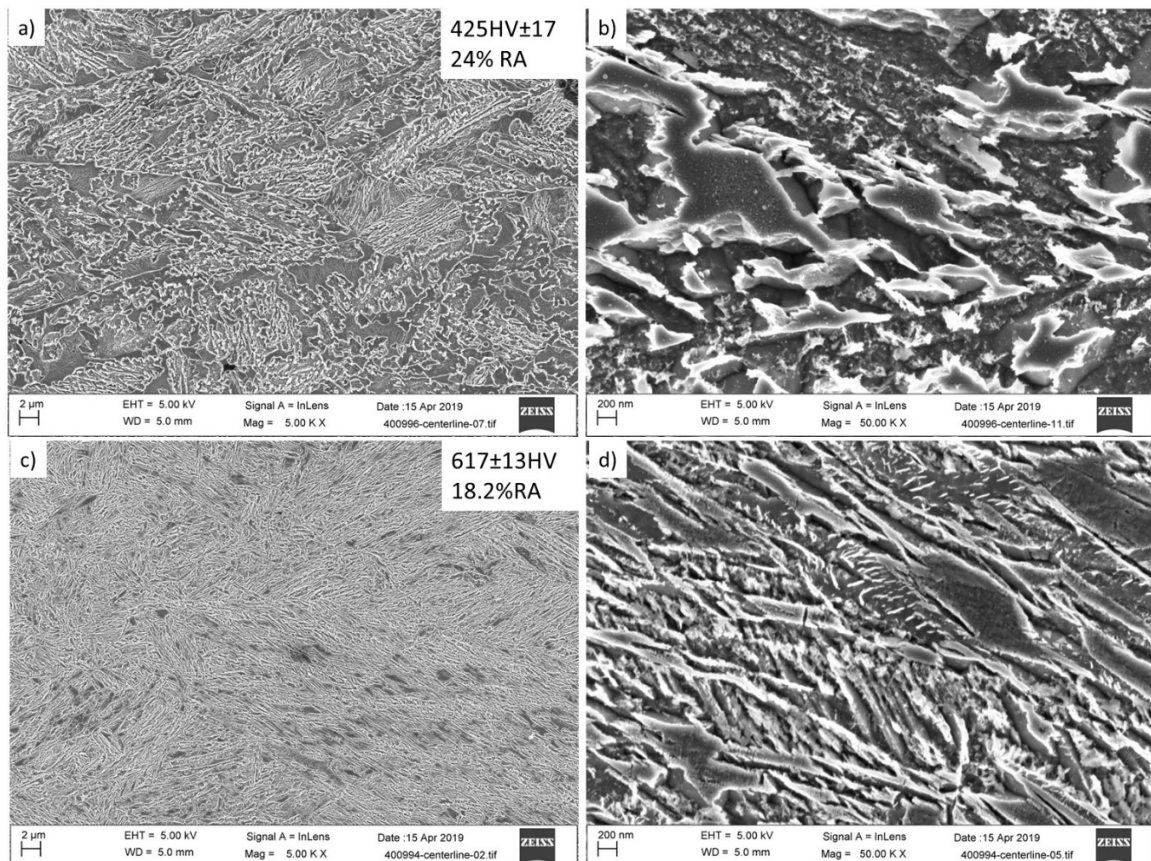 a)
425HV±17
24% RA
b)
2 µm
EHT = 5.00 kV
Signal A = InLens
Date :15 Apr 2019
WD = 5.0 mm
Mag = 5.00 K X
400996-centerline-07.tif
ZEISS
200 nm
EHT = 5.00 kV
Signal A = InLens
Date :15 Apr 2019
WD = 5.0 mm
Mag = 50.00 K X
400996-centerline-11.tif
ZEISS
c)
617±13HV
18.2%RA
d)
2 µm
EHT = 5.00 kV
Signal A = InLens
Date :15 Apr 2019
WD = 5.0 mm
Mag = 5.00 K X
400994-centerline-02.tif
ZEISS
200 nm
EHT = 5.00 kV
Signal A = InLens
Date :15 Apr 2019
WD = 5.0 mm
Mag = 50.00 K X
400994-centerline-05.tif
ZEISS